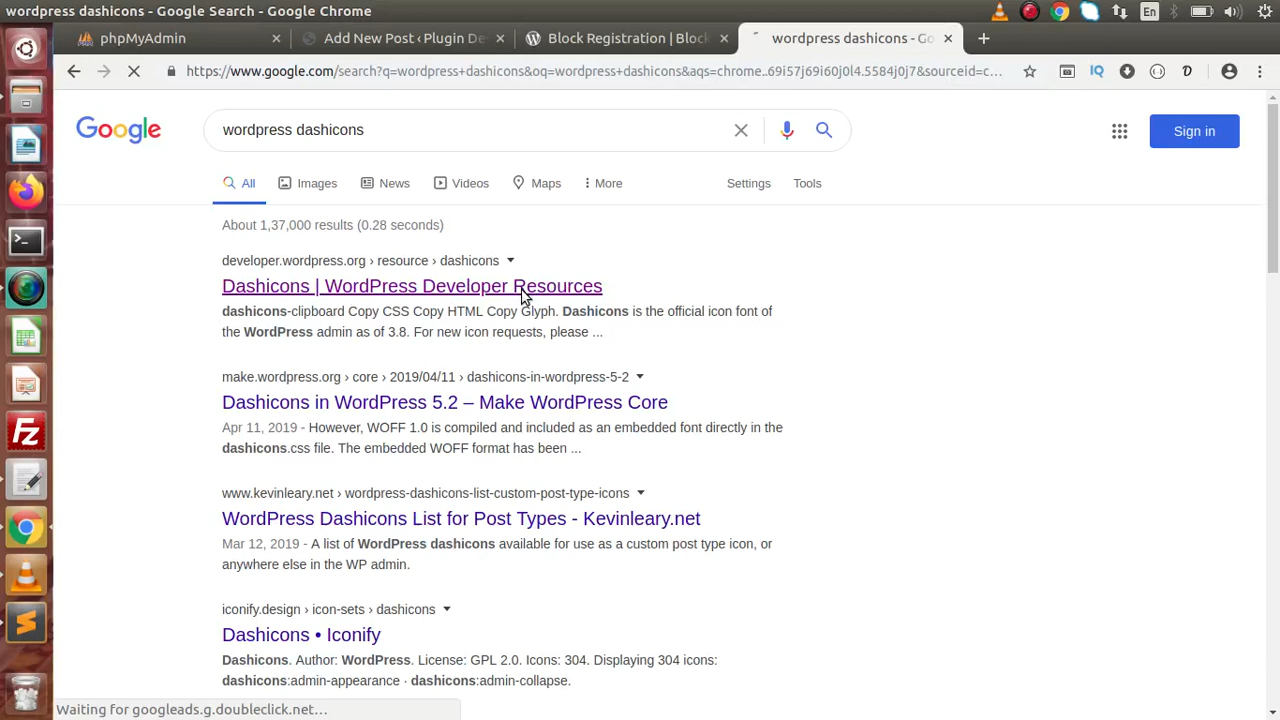 wordpress dashicons - Google Search - Google Chrome
En
phpMyAdmin
Add New Post ‹ Plugin De
Block Registration | Block
wordpress dashicons - Go
https://www.google.com/search?q=wordpress+dashicons&oq=wordpress+dashicons&aqs=chrome..69i57j69i60j0l4.5584j0j7&sourceid=c...
Google
wordpress dashicons
Sign in
All
Images
News
Videos
Maps
More
Settings
Tools
About 1,37,000 results (0.28 seconds)
developer.wordpress.org › resource › dashicons
Dashicons | WordPress Developer Resources
dashicons-clipboard Copy CSS Copy HTML Copy Glyph. Dashicons is the official icon font of
the WordPress admin as of 3.8. For new icon requests, please ...
make.wordpress.org › core › 2019/04/11 › dashicons-in-wordpress-5-2
Dashicons in WordPress 5.2 – Make WordPress Core
Apr 11, 2019 - However, WOFF 1.0 is compiled and included as an embedded font directly in the
dashicons.css file. The embedded WOFF format has been ...
www.kevinleary.net › wordpress-dashicons-list-custom-post-type-icons
WordPress Dashicons List for Post Types - Kevinleary.net
Mar 12, 2019 - A list of WordPress dashicons available for use as a custom post type icon, or
anywhere else in the WP admin.
iconify.design › icon-sets › dashicons
Dashicons • Iconify
Dashicons. Author: WordPress. License: GPL 2.0. Icons: 304. Displaying 304 icons:
dashicons:admin-appearance · dashicons:admin-collapse.
Waiting for googleads.g.doubleclick.net...